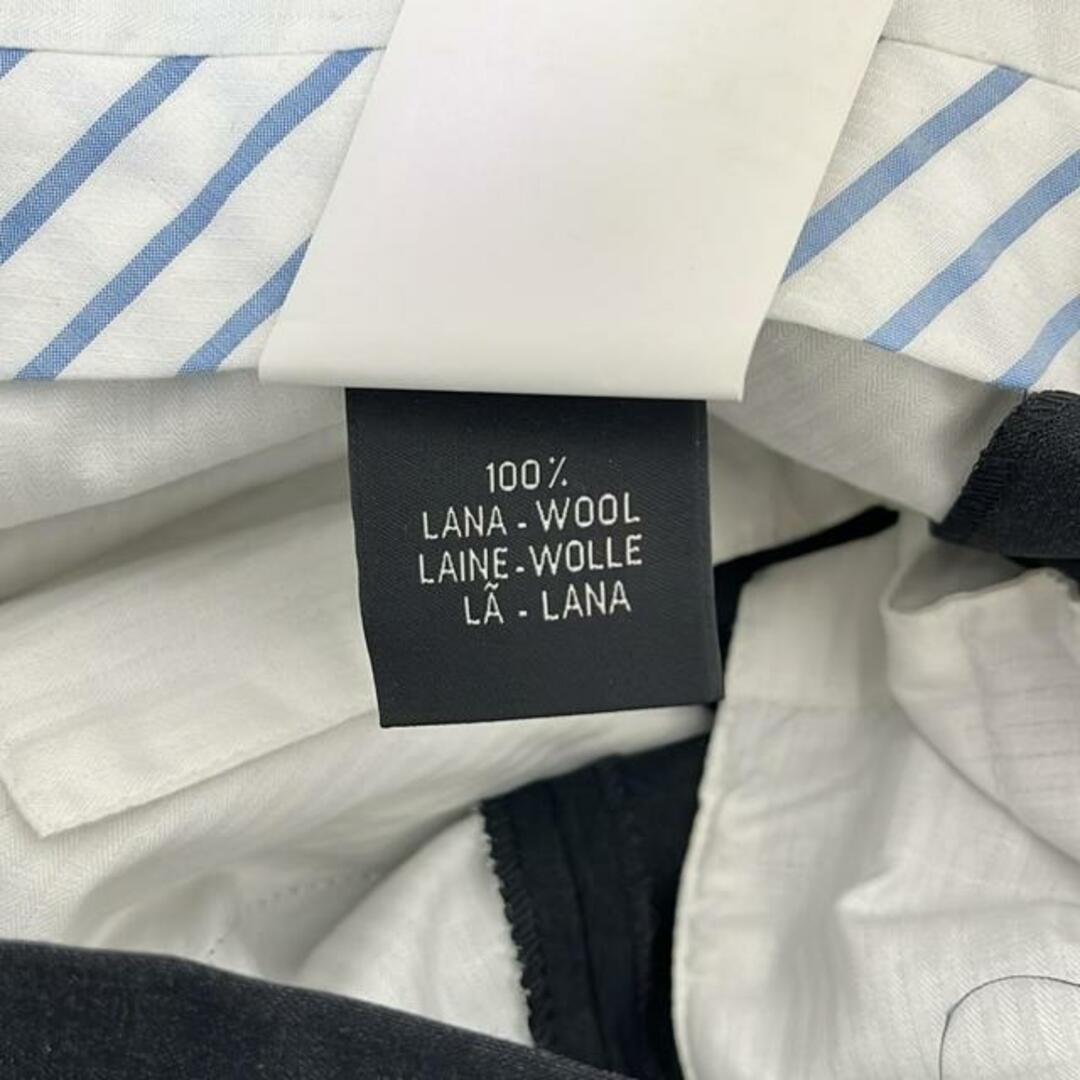 100%
LANA - WOOL
LAINE - WOLLE
LÃ - LANA